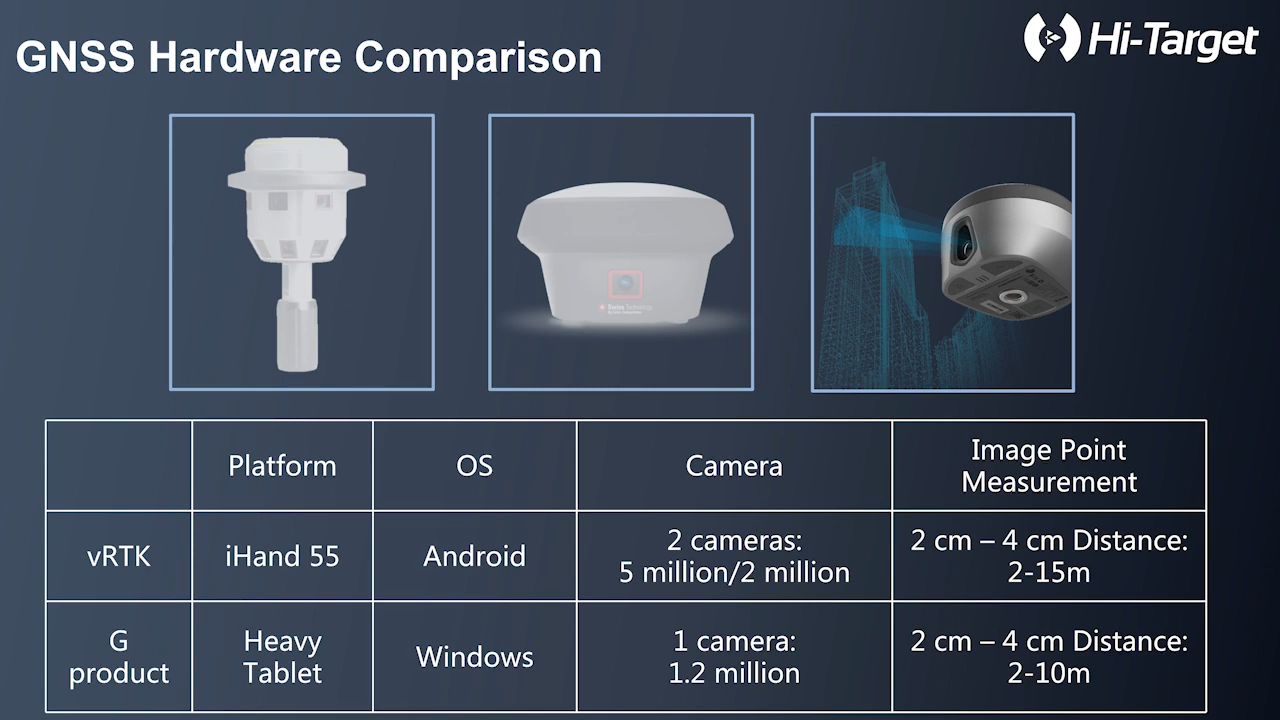 GNSS Hardware Comparison
Hi-Target
Swiss Technology
Platform
OS
Camera
Image Point
Measurement
vRTK
iHand 55
Android
2 cameras:
5 million/2 million
2 cm – 4 cm Distance:
2-15m
G
product
Heavy
Tablet
Windows
1 camera:
1.2 million
2 cm – 4 cm Distance:
2-10m